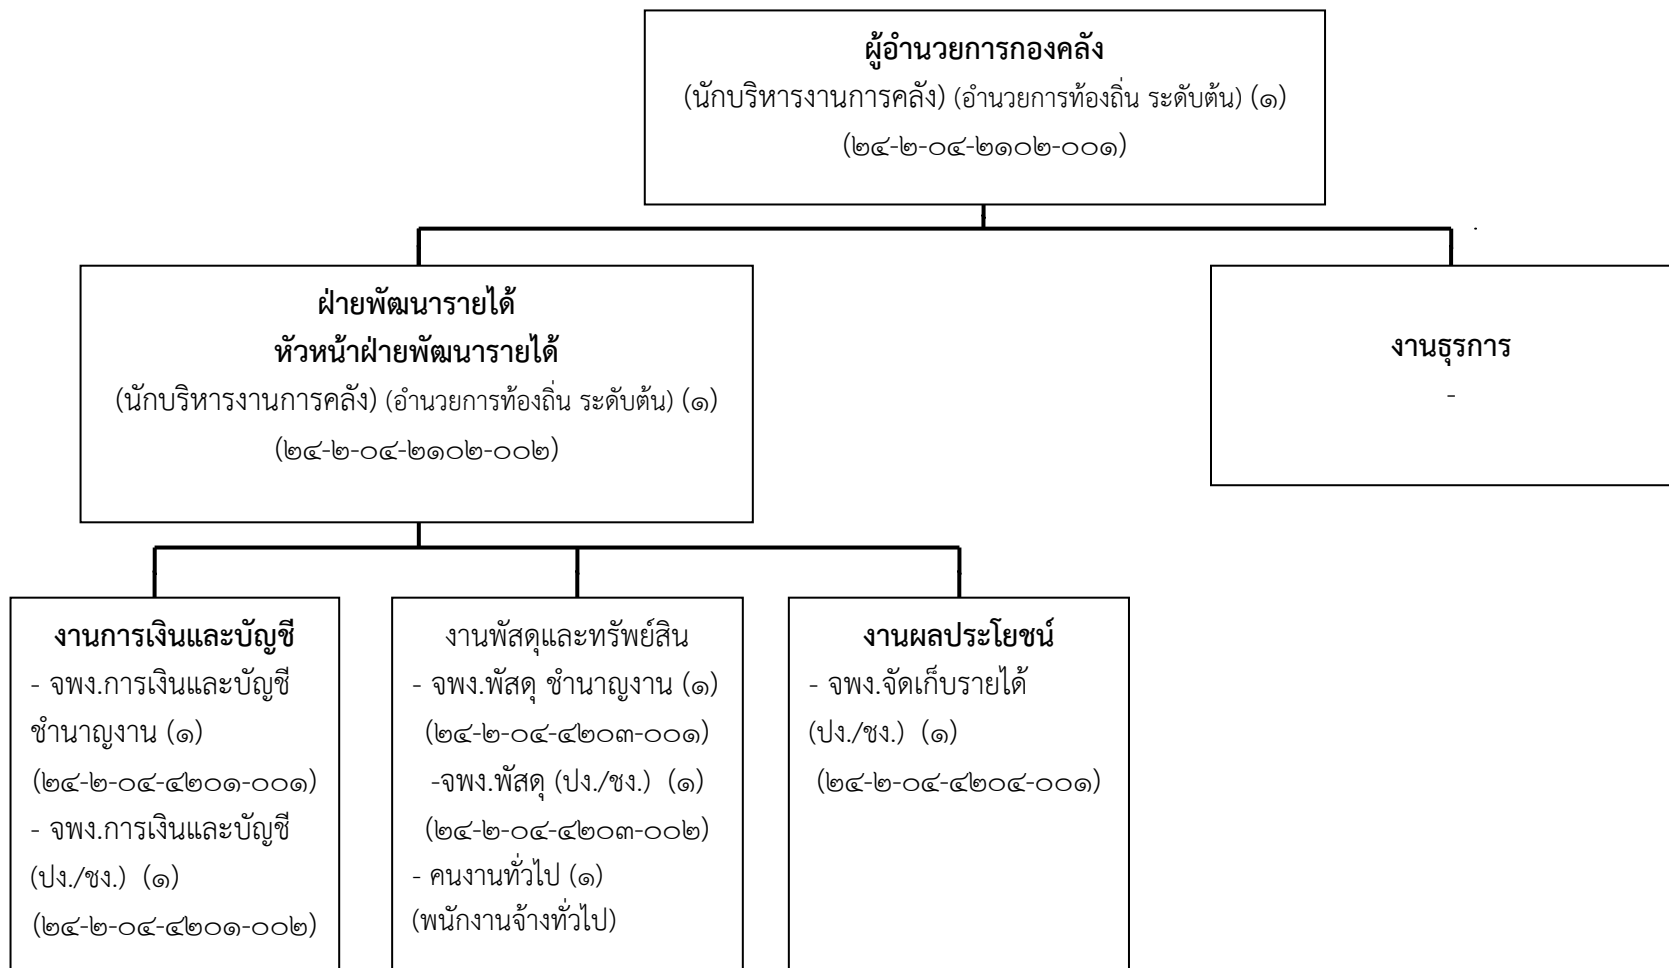 ผู้อำนวยการกองคลัง
(นักบริหารงานการคลัง) (อำนวยการท้องถิ่น ระดับต้น) (๑)
(๒๔-๒-๐๔-๒๑๐๒-๐๐๑)
ฝ่ายพัฒนารายได้
หัวหน้าฝ่ายพัฒนารายได้
(นักบริหารงานการคลัง) (อำนวยการท้องถิ่น ระดับต้น) (๑)
(๒๔-๒-๐๔-๒๑๐๒-๐๐๒)
งานธุรการ
-
งานการเงินและบัญชี
- จพง.การเงินและบัญชี
ชำนาญงาน (๑)
(๒๔-๒-๐๔-๔๒๐๑-๐๐๑)
- จพง.การเงินและบัญชี
(ปง./ชง.) (๑)
(๒๔-๒-๐๔-๔๒๐๑-๐๐๒)
งานพัสดุและทรัพย์สิน
- จพง.พัสดุ ชำนาญงาน (๑)
(๒๔-๒-๐๔-๔๒๐๓-๐๐๑)
-จพง.พัสดุ (ปง./ชง.) (๑)
(๒๔-๒-๐๔-๔๒๐๓-๐๐๒)
- คนงานทั่วไป (๑)
(พนักงานจ้างทั่วไป)
งานผลประโยชน์
- จพง.จัดเก็บรายได้
(ปง./ชง.) (๑)
(๒๔-๒-๐๔-๔๒๐๔-๐๐๑)